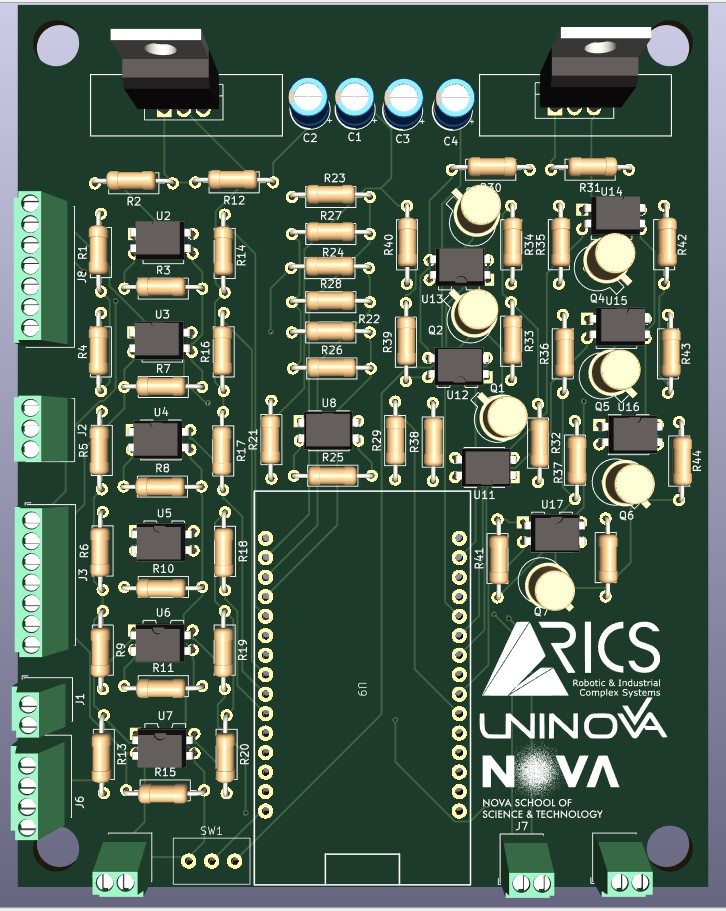 C2
C1
C3
C4
R2
R12
R23
R30
R31
U14
R1
J8
U2
R14
R3
R27
R24
R28
R22
R26
R40
U13
R34
R35
Q4
U15
R42
R4
U3
R16
R7
R39
Q2
U12
R33
R36
Q5
U16
R43
J2
R5
U4
R17
R8
R21
U8
R25
R29
R38
Q1
U11
R32
R37
Q6
R44
J3
R6
U5
R18
R10
R41
U17
Q7
R9
U6
R19
R11
U9
ARICS
Robotic & Industrial
Complex Systems
UNINOVA
NOVA
NOVA SCHOOL OF
SCIENCE & TECHNOLOGY
J1
J6
R13
U7
R20
R15
SW1
J7